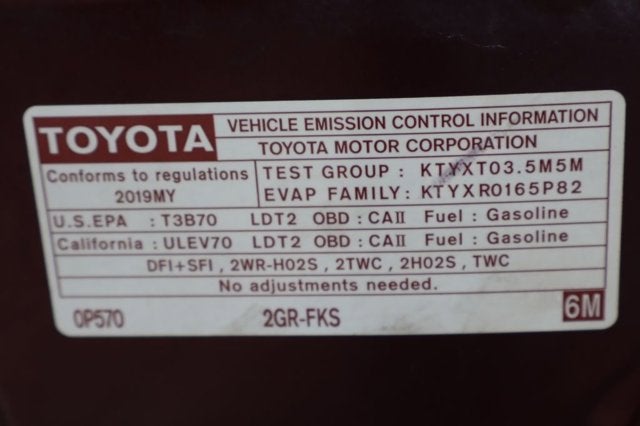 TOYOTA VEHICLE EMISSION CONTROL INFORMATION
TOYOTA MOTOR CORPORATION
Conforms to regulations
2019MY
TEST GROUP : KTYXT03.5M5M
EVAP FAMILY: KTYXR0165P82
U.S.EPA : T3B70 LDT2 OBD : CAII Fuel : Gasoline
California : ULEV70 LDT2 OBD : CAII Fuel : Gasoline
DFI+SFI , 2WR-HO2S , 2TWC , 2HO2S , TWC
No adjustments needed.
0P570 2GR-FKS 6M